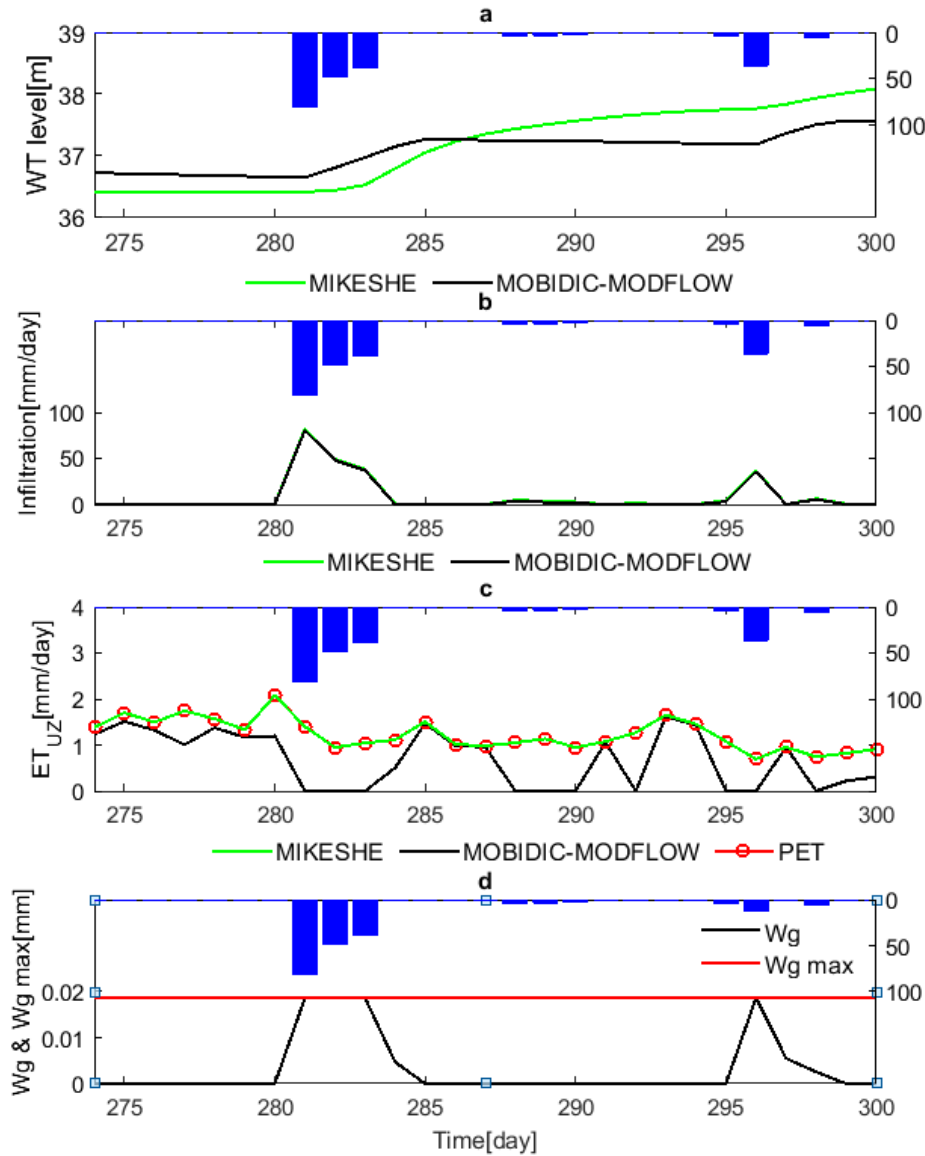 a
39
38
37
36
WT level[m]
0
50
100
275 280 285 290 295 300
MIKESHE MOBIDIC-MODFLOW
b
100
50
0
Infiltration[mm/day]
0
50
100
275 280 285 290 295 300
MIKESHE MOBIDIC-MODFLOW
c
4
3
2
1
0
ET_UZ[mm/day]
0
50
100
275 280 285 290 295 300
MIKESHE MOBIDIC-MODFLOW PET
d
0.02
0.01
0
Wg & Wg max[mm]
Wg
Wg max
0
50
100
275 280 285 290 295 300
Time[day]